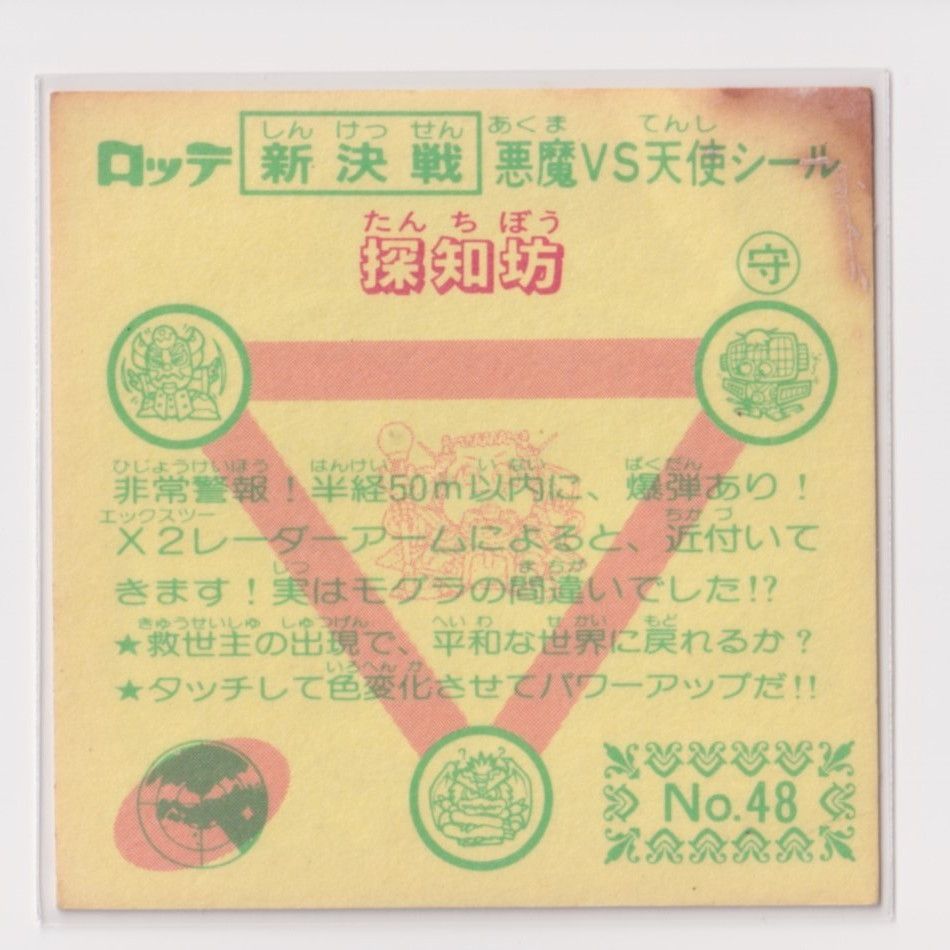 ロッテ 新決戦 悪魔VS天使シール
しん けっ せん あくま てんし
たん ち ぼう
探知坊
守
ひじょうけいほう はんけい いない ばくだん
非常警報!半経50m以内に、爆弾あり!
エックスツー ちかづ
X2レーダーアームによると、近付いて
じつ まちが
きます!実はモグラの間違いでした!?
きゅうせいしゅ しゅつげん へいわ せかい もど
★救世主の出現で、平和な世界に戻れるか?
いろへんか
★タッチして色変化させてパワーアップだ!!
??
No.48